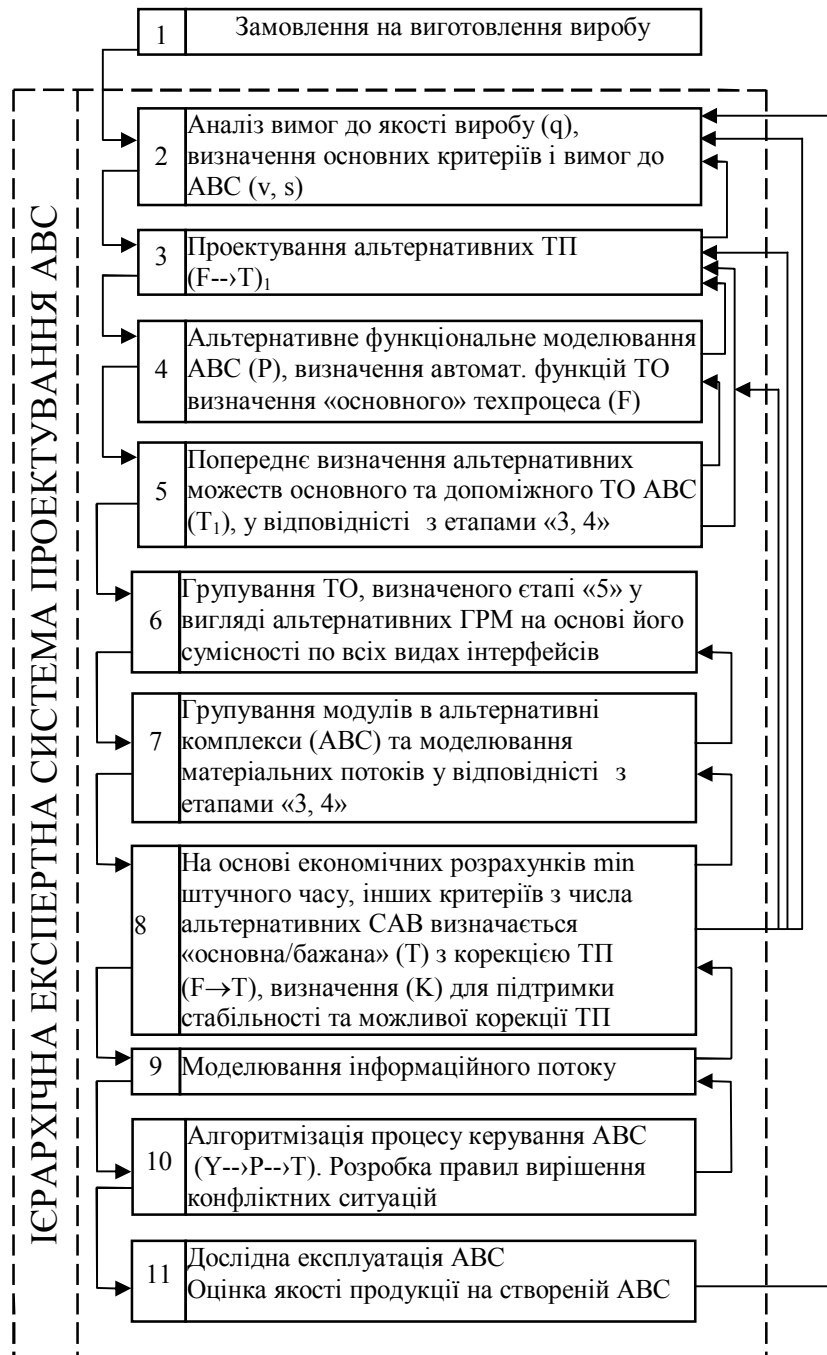 1
Замовлення на виготовлення виробу
ІЄРАРХІЧНА ЕКСПЕРТНА СИСТЕМА ПРОЕКТУВАННЯ АВС
2
Аналіз вимог до якості виробу (q),
визначення основних критеріїв і вимог до
АВС (v, s)
3
Проектування альтернативних ТП
(F--›T)₁
4
Альтернативне функціональне моделювання
АВС (Р), визначення автомат. функцій ТО
визначення «основного» техпроцеса (F)
5
Попереднє визначення альтернативних
можеств основного та допоміжного ТО АВС
(Т₁), у відповідністі з етапами «3, 4»
6
Групування ТО, визначеного єтапі «5» у
вигляді альтернативних ГРМ на основі його
сумісності по всіх видах інтерфейсів
7
Групування модулів в альтернативні
комплекси (АВС) та моделювання
матеріальних потоків у відповідністі з
етапами «3, 4»
8
На основі економічних розрахунків min
штучного часу, інших критеріїв з числа
альтернативних САВ визначається
«основна/бажана» (Т) з корекцією ТП
(F→T), визначення (K) для підтримки
стабільності та можливої корекції ТП
9
Моделювання інформаційного потоку
10
Алгоритмізація процесу керування АВС
(Y--›P--›T). Розробка правил вирішення
конфліктних ситуацій
11
Дослідна експлуатація АВС
Оцінка якості продукції на створеній АВС